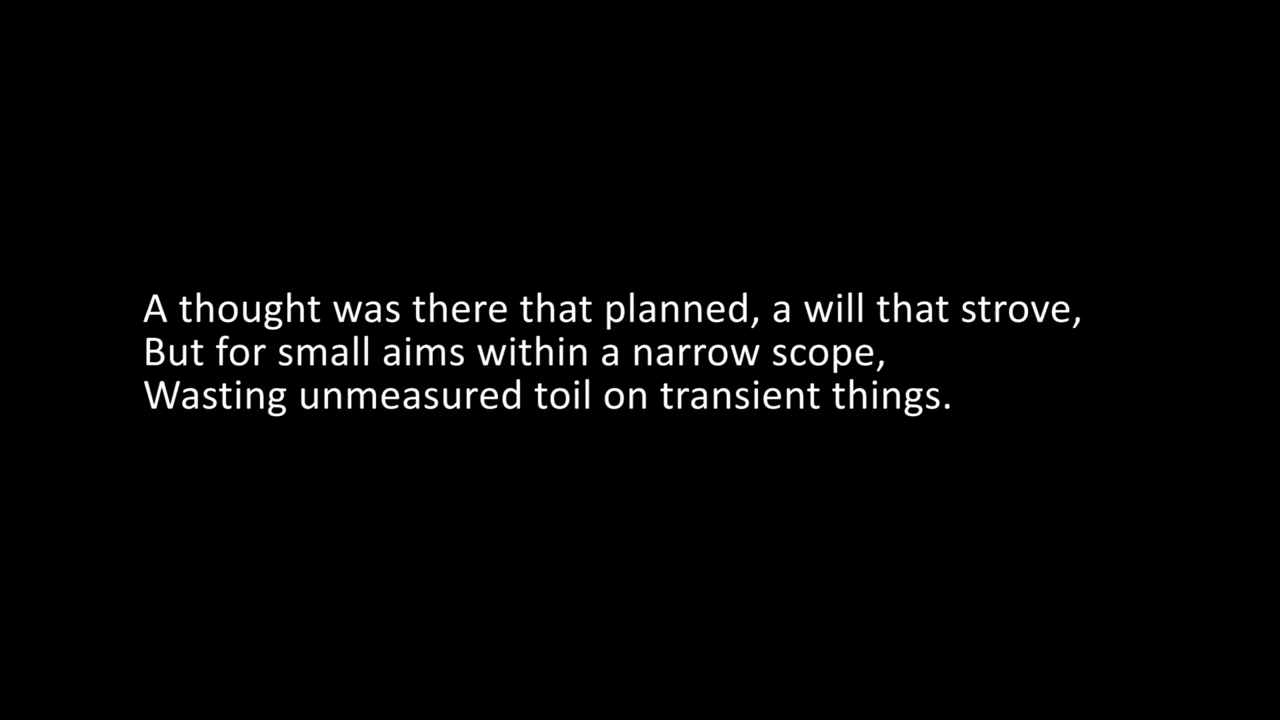 A thought was there that planned, a will that strove,
But for small aims within a narrow scope,
Wasting unmeasured toil on transient things.